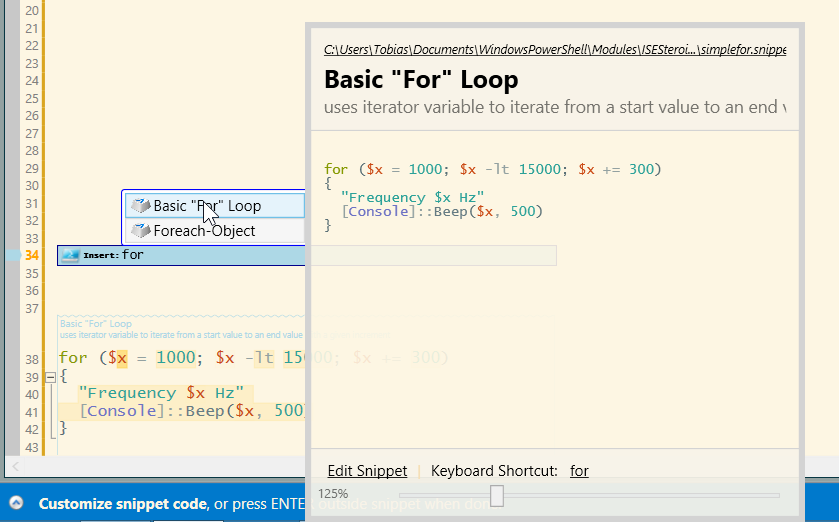 20
21
22
23
24
25
26
27
28
29
30
31
32
33
34
35
36
37
38
39
40
41
42
43
Basic "For" Loop
Foreach-Object
Insert: for
Basic "For" Loop
uses iterator variable to iterate from a start value to an end value
for ($x = 1000; $x -lt 15000; $x += 300)
{
"Frequency $x Hz"
[Console]::Beep($x, 500)
}
C:\Users\Tobias\Documents\WindowsPowerShell\Modules\ISESteroi...\simplefor.snippe
Basic "For" Loop
uses iterator variable to iterate from a start value to an end v
for ($x = 1000; $x -lt 15000; $x += 300)
{
"Frequency $x Hz"
[Console]::Beep($x, 500)
}
Edit Snippet | Keyboard Shortcut: for
125%
Customize snippet code, or press ENTER outside snippet when don